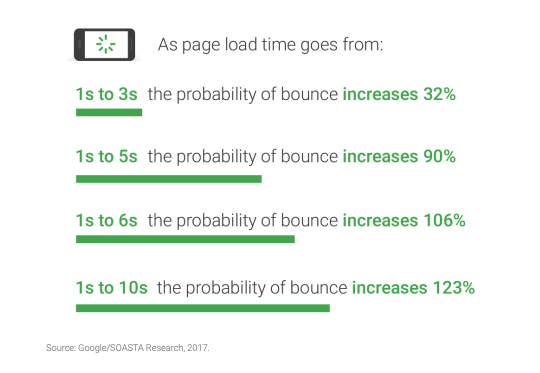 As page load time goes from:
1s to 3s the probability of bounce increases 32%
1s to 5s the probability of bounce increases 90%
1s to 6s the probability of bounce increases 106%
1s to 10s the probability of bounce increases 123%
Source: Google/SOASTA Research, 2017.